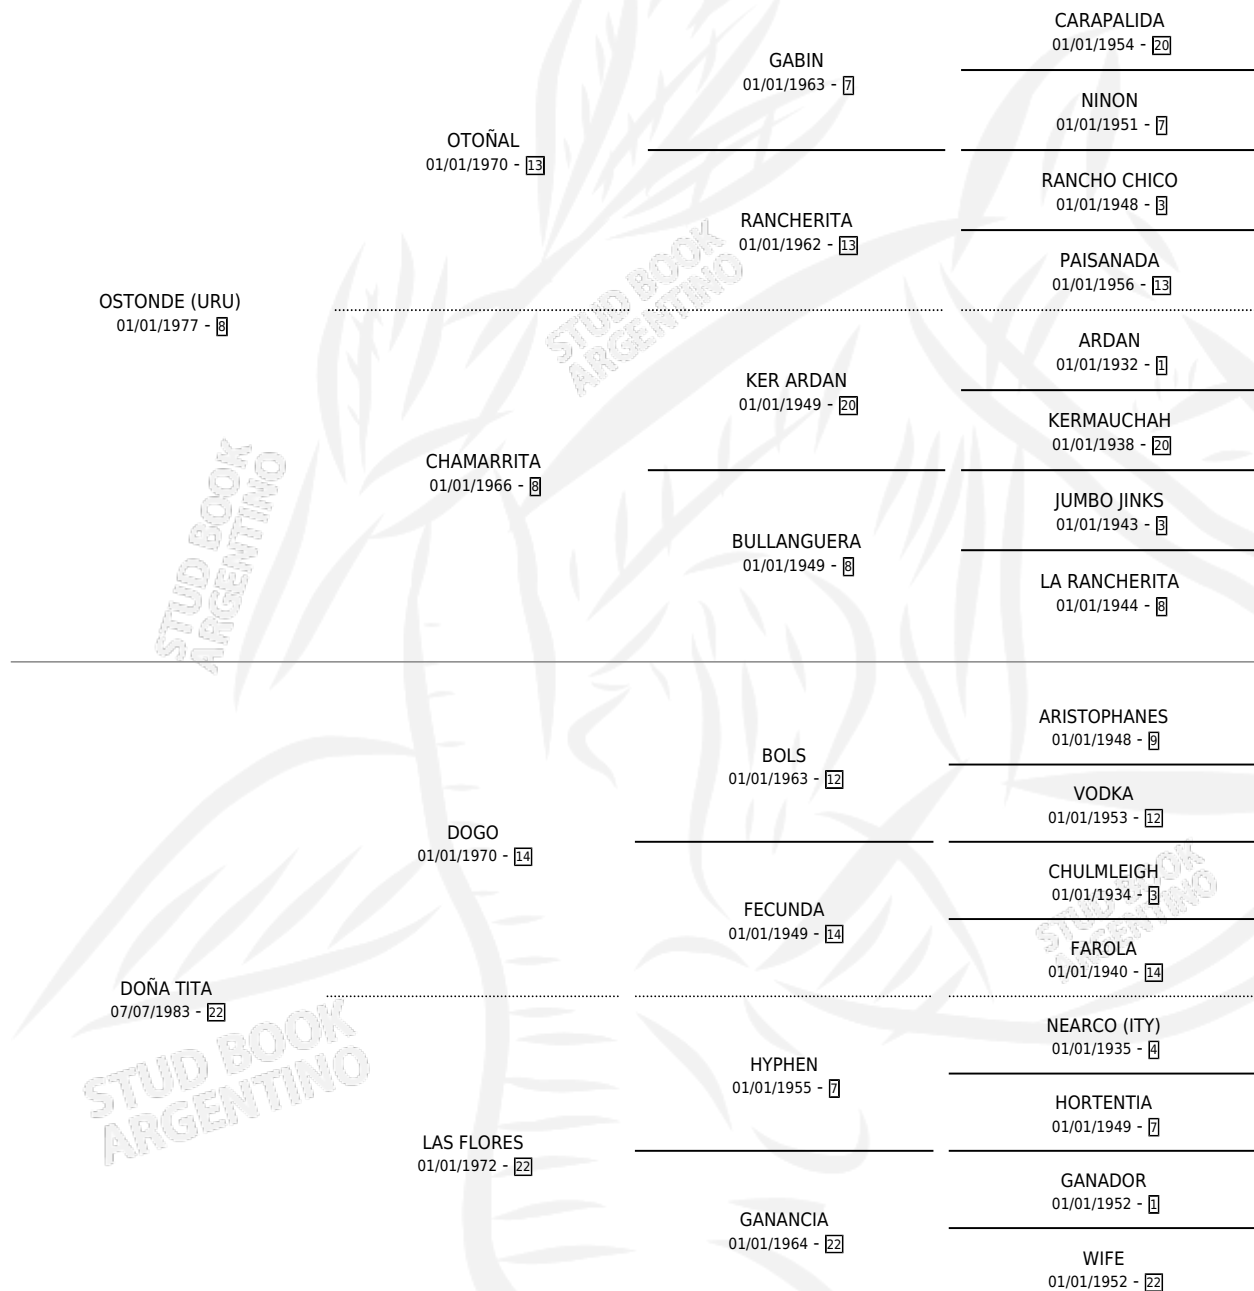 CARAPALIDA
01/01/1954 - 20
GABIN
01/01/1963 - 7
NINON
01/01/1951 - 7
OTOÑAL
01/01/1970 - 13
RANCHO CHICO
01/01/1948 - 3
RANCHERITA
01/01/1962 - 13
PAISANADA
01/01/1956 - 13
OSTONDE (URU)
01/01/1977 - 8
ARDAN
01/01/1932 - 1
KER ARDAN
01/01/1949 - 20
KERMAUCHAH
01/01/1938 - 20
CHAMARRITA
01/01/1966 - 8
JUMBO JINKS
01/01/1943 - 3
BULLANGUERA
01/01/1949 - 8
LA RANCHERITA
01/01/1944 - 8
STUD BOOK
ARGENTINO
STUD BOOK
ARGENTINO
ARISTOPHANES
01/01/1948 - 9
BOLS
01/01/1963 - 12
VODKA
01/01/1953 - 12
DOGO
01/01/1970 - 14
CHULMLEIGH
01/01/1934 - 3
FECUNDA
01/01/1949 - 14
FAROLA
01/01/1940 - 14
DOÑA TITA
07/07/1983 - 22
NEARCO (ITY)
01/01/1935 - 4
HYPHEN
01/01/1955 - 7
HORTENTIA
01/01/1949 - 7
LAS FLORES
01/01/1972 - 22
GANADOR
01/01/1952 - 1
GANANCIA
01/01/1964 - 22
WIFE
01/01/1952 - 22
STUD BOOK
ARGENTINO
STUD BOOK
ARGENTINO